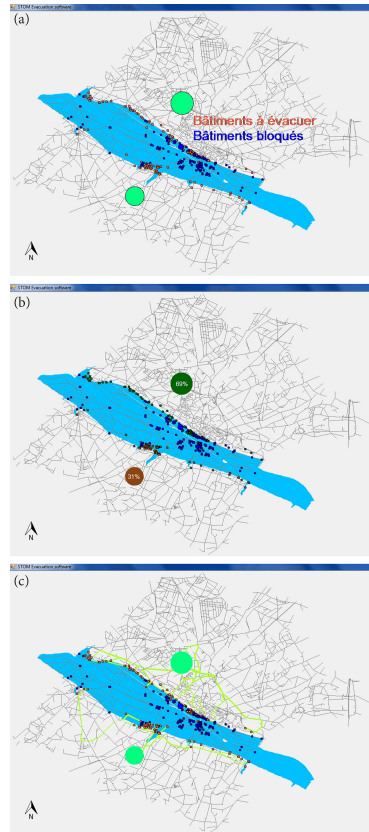 STOM Evacuation software
(a)
Bâtiments à évacuer
Bâtiments bloqués
N
STOM Evacuation software
(b)
69%
31%
N
STOM Evacuation software
(c)
N